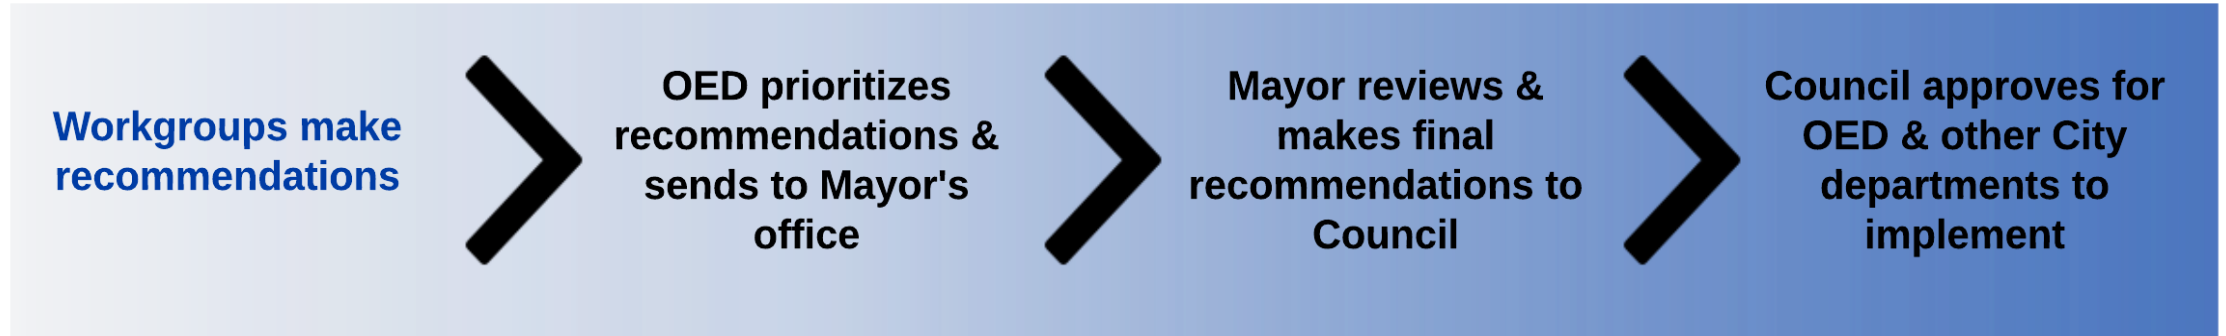 Workgroups make
recommendations
OED prioritizes
recommendations &
sends to Mayor's
office
Mayor reviews &
makes final
recommendations to
Council
Council approves for
OED & other City
departments to
implement